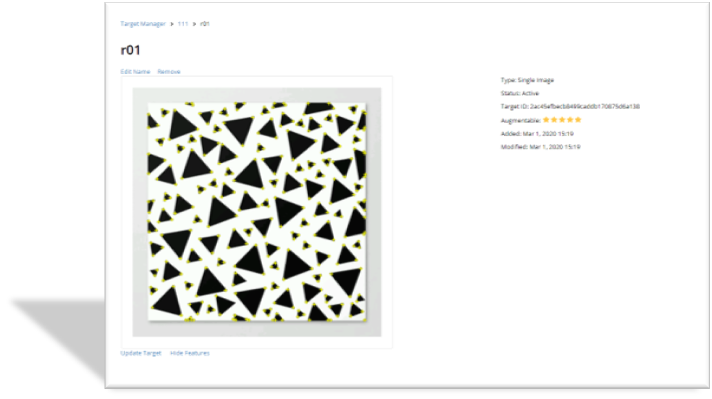 Target Manager > 111 > r01
r01
Edit Name Remove
Type: Single Image
Status: Active
Augmentable:
Added: Mar 1, 2020 15:19
Modified: Mar 1, 2020 15:19
Target ID:
Update Target Hide Features